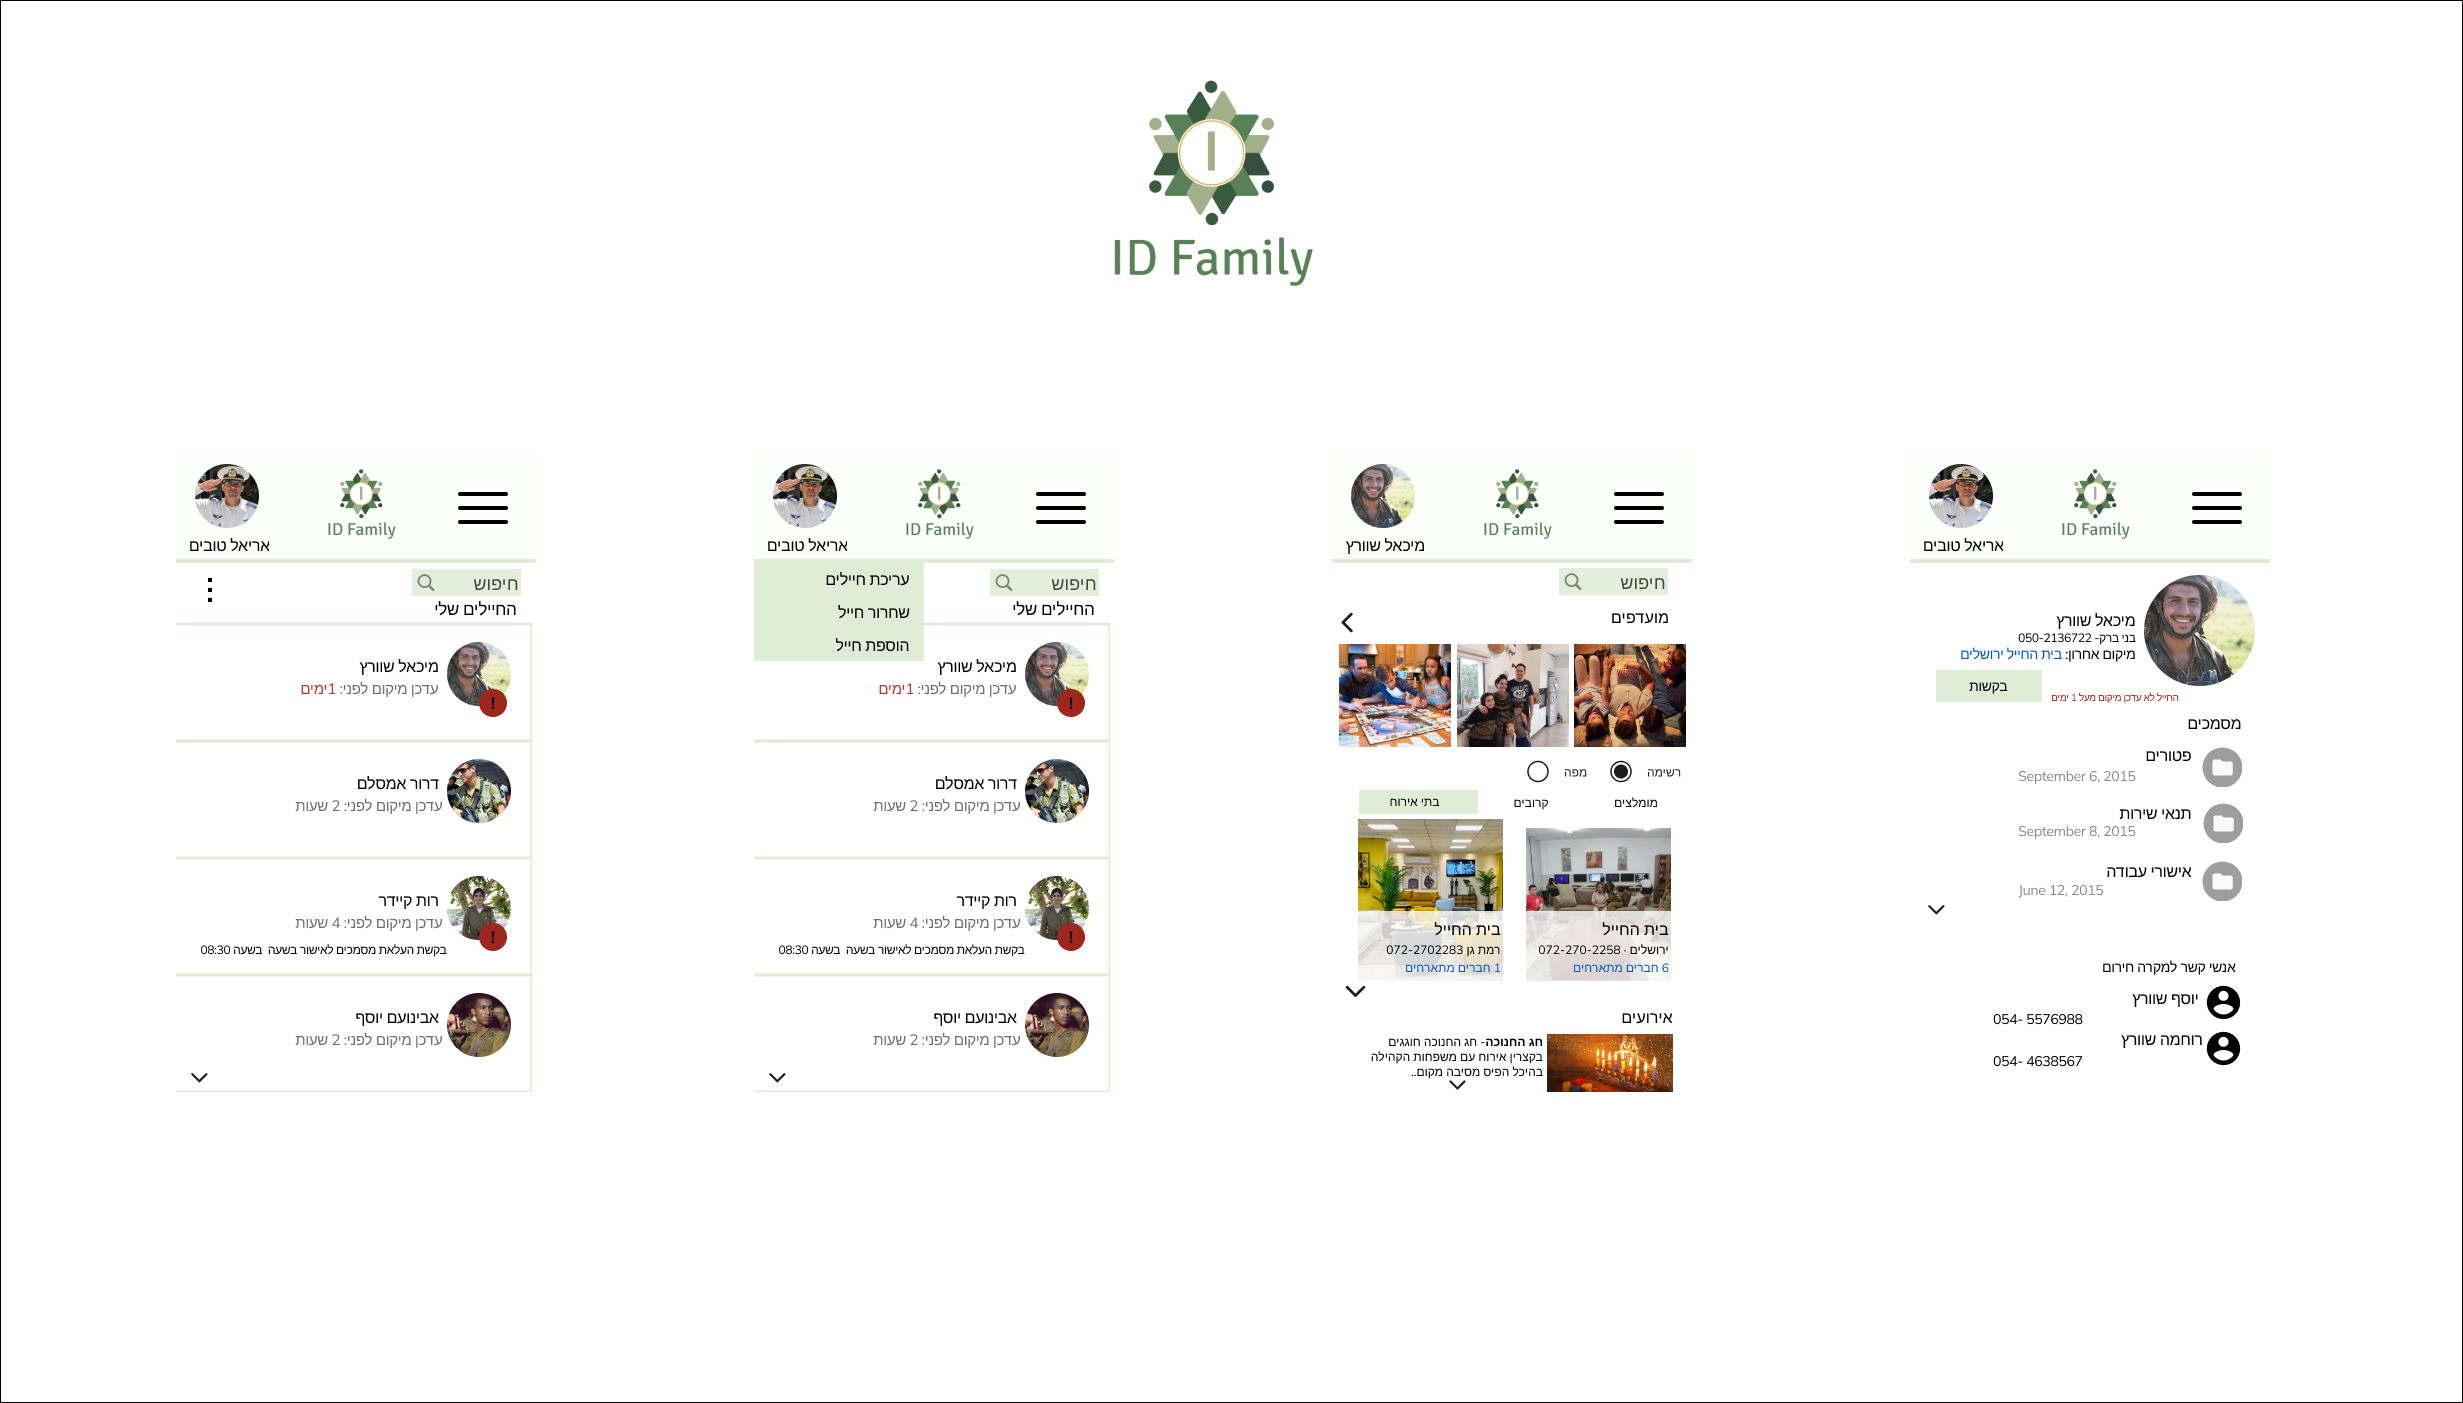 ID Family
ID Family
אריאל טובים
חיפוש
החיילים שלי
מיכאל שוורץ
עדכן מיקום לפני: 1ימים
דרור אמסלם
עדכן מיקום לפני: 2 שעות
רות קיידר
עדכן מיקום לפני: 4 שעות
בקשת העלאת מסמכים לאישור בשעה  בשעה 08:30
אבינועם יוסף
עדכן מיקום לפני: 2 שעות
ID Family
אריאל טובים
עריכת חיילים
שחרור חייל
הוספת חייל
חיפוש
החיילים שלי
מיכאל שוורץ
עדכן מיקום לפני: 1ימים
דרור אמסלם
עדכן מיקום לפני: 2 שעות
רות קיידר
עדכן מיקום לפני: 4 שעות
בקשת העלאת מסמכים לאישור בשעה  בשעה 08:30
אבינועם יוסף
עדכן מיקום לפני: 2 שעות
ID Family
מיכאל שוורץ
חיפוש
מועדפים
רשימה
מפה
מומלצים
קרובים
בתי אירוח
בית החייל
ירושלים · 072-270-2258
6 חברים מתארחים
בית החייל
רמת גן 072-2702283
1 חברים מתארחים
אירועים
חג החנוכה- חג החנוכה חוגגים
בקצרין אירוח עם משפחות הקהילה
בהיכל הפיס מסיבה מקום..
ID Family
אריאל טובים
מיכאל שוורץ
בני ברק- 050-2136722
מיקום אחרון: בית החייל ירושלים
בקשות
החייל לא עדכן מיקום מעל 1 ימים
מסמכים
פטורים
September 6, 2015
תנאי שירות
September 8, 2015
אישורי עבודה
June 12, 2015
אנשי קשר למקרה חירום
יוסף שוורץ
054- 5576988
רוחמה שוורץ
054- 4638567